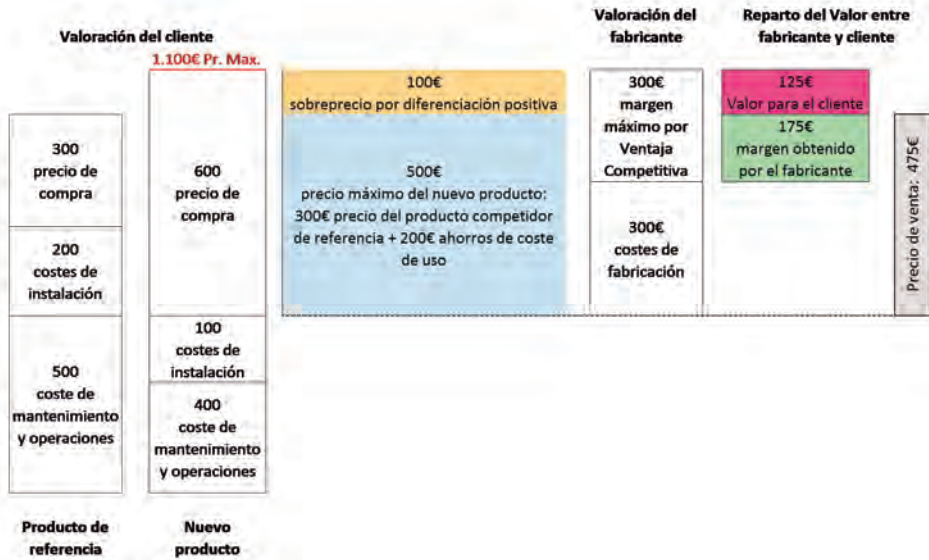 Valoración del cliente
1.100€ Pr. Max.
Valoración del
fabricante
Reparto del Valor entre
fabricante y cliente
300
precio de
compra
200
costes de
instalación
500
coste de
mantenimiento
y operaciones
Producto de
referencia
600
precio de
compra
100
costes de
instalación
400
coste de
mantenimiento
y operaciones
Nuevo
producto
100€
sobreprecio por diferenciación positiva
500€
precio máximo del nuevo producto:
300€ precio del producto competidor
de referencia + 200€ ahorros de coste
de uso
300€
margen
máximo por
Ventaja
Competitiva
300€
costes de
fabricación
125€
Valor para el cliente
175€
margen obtenido
por el fabricante
Precio de venta: 475€